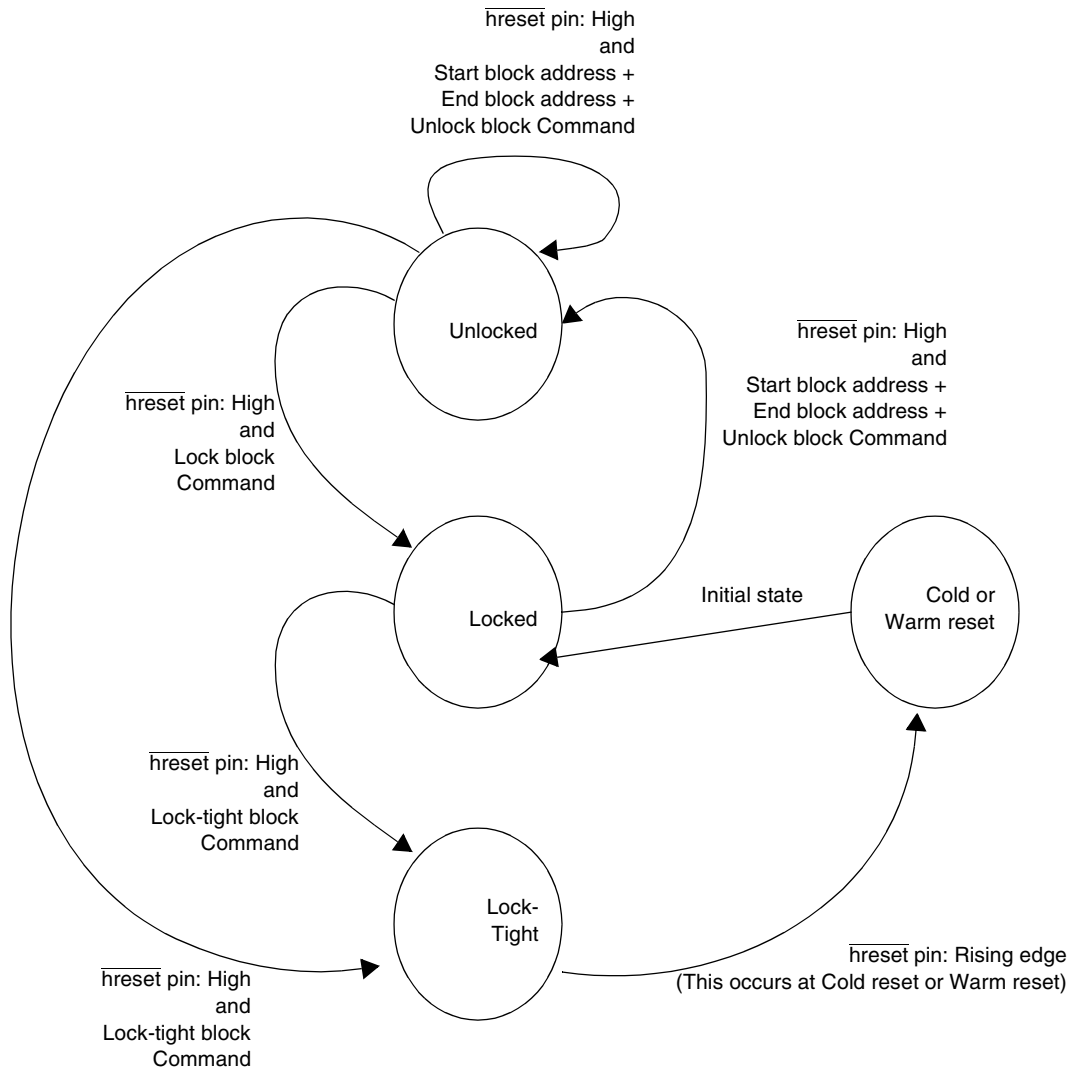 hreset pin: High
and
Start block address +
End block address +
Unlock block Command
Unlocked
hreset pin: High
and
Start block address +
End block address +
Unlock block Command
hreset pin: High
and
Lock block
Command
Initial state
Cold or
Warm reset
Locked
hreset pin: High
and
Lock-tight block
Command
Lock-
Tight
hreset pin: Rising edge
(This occurs at Cold reset or Warm reset)
hreset pin: High
and
Lock-tight block
Command